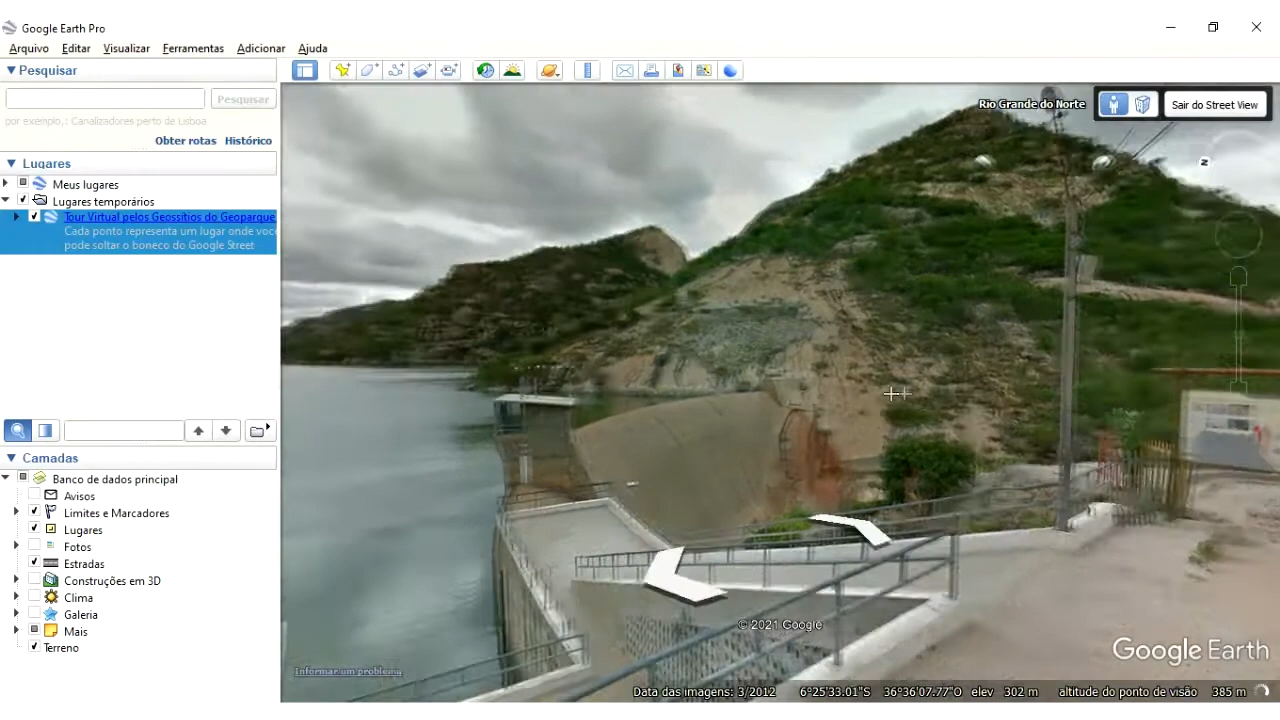 Google Earth Pro
Arquivo Editar Visualizar Ferramentas Adicionar Ajuda
Pesquisar
Pesquisar
por exemplo,: Canalizadores perto de Lisboa
Obter rotas Histórico
Lugares
Meus lugares
Lugares temporários
Tour Virtual pelos Geossítios do Geoparque
Cada ponto representa um lugar onde você
pode soltar o boneco do Google Street
Camadas
Banco de dados principal
Avisos
Limites e Marcadores
Lugares
Fotos
Estradas
Construções em 3D
Clima
Galeria
Mais
Terreno
Rio Grande do Norte
Sair do Street View
N
© 2021 Google
Google Earth
Informar um problema
Data das imagens: 3/2012 6°25'33.01"S 36°36'07.77"O elev 302 m altitude do ponto de visão 385 m